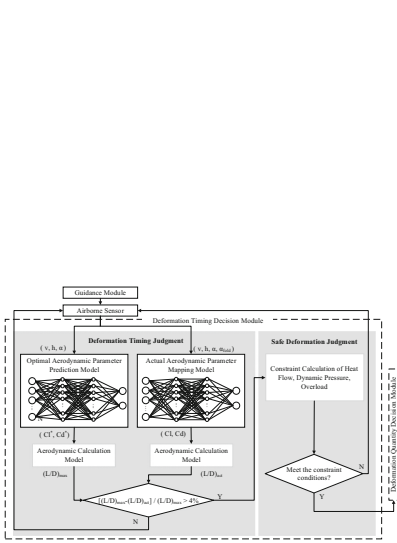 Guidance Module
Airborne Sensor
Deformation Timing Decision Module
Deformation Timing Judgment
Safe Deformation Judgment
( v, h, α)
( v, h, α, αfold)
Optimal Aerodynamic Parameter
Prediction Model
Actual Aerodynamic Parameter
Mapping Model
Constraint Calculation of Heat
Flow, Dynamic Pressure,
Overload
( Cl*, Cd*)
( Cl, Cd)
Aerodynamic Calculation
Model
Aerodynamic Calculation
Model
(L/D)max
Meet the constraint
conditions?
N
Y
[(L/D)max-(L/D)act] / (L/D)max > 4%
Y
N
Deformation Quantity Decision Module